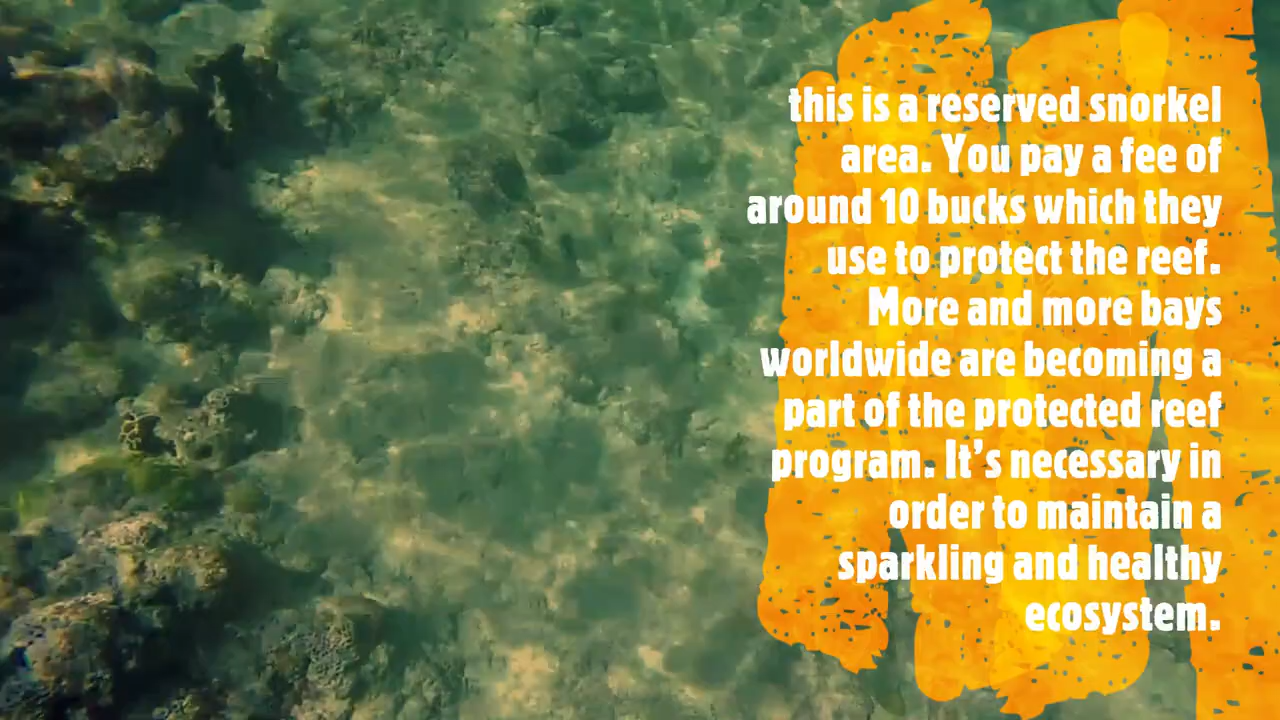 this is a reserved snorkel
area. You pay a fee of
around 10 bucks which they
use to protect the reef.
More and more bays
worldwide are becoming a
part of the protected reef
program. It's necessary in
order to maintain a
sparkling and healthy
ecosystem.